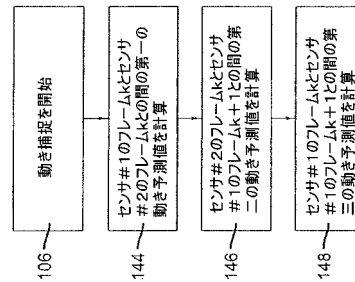 106
動き捕捉を開始
144
センサ#1のフレームkとセンサ
#2のフレームkとの間の第一の
動き予測値を計算
146
センサ#2のフレームkとセンサ
#1のフレームk+1との間の第
二の動き予測値を計算
148
センサ#1のフレームkとセンサ
#1のフレームk+1との間の第
三の動き予測値を計算